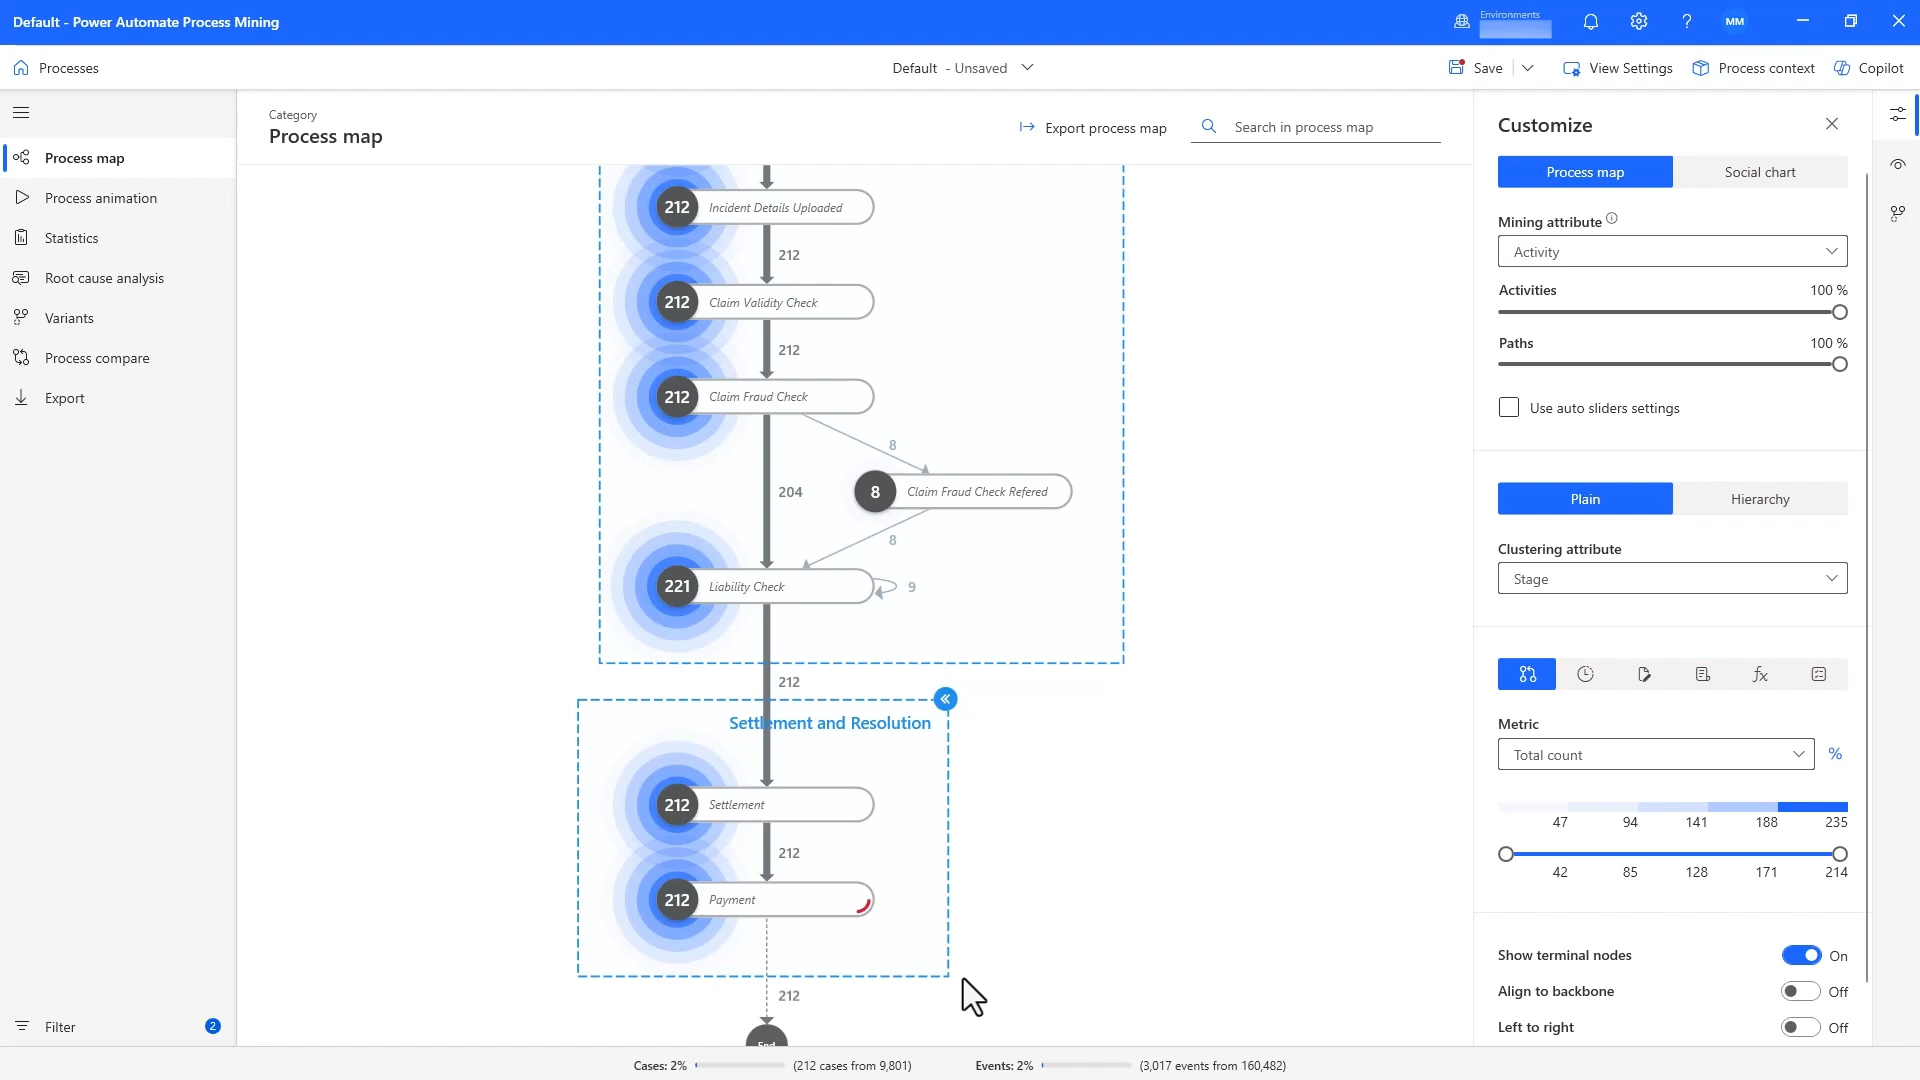 Default - Power Automate Process Mining
Environments
MM
Processes
Default - Unsaved
Save
View Settings
Process context
Copilot
Process map
Process animation
Statistics
Root cause analysis
Variants
Process compare
Export
Filter
2
Category
Process map
Export process map
Search in process map
212 Incident Details Uploaded
212
212 Claim Validity Check
212
212 Claim Fraud Check
8
204
8 Claim Fraud Check Refered
8
221 Liability Check
9
212
Settlement and Resolution
212 Settlement
212
212 Payment
212
End
Customize
Process map
Social chart
Mining attribute
Activity
Activities 100 %
Paths 100 %
Use auto sliders settings
Plain
Hierarchy
Clustering attribute
Stage
fx
Metric
Total count
%
47 94 141 188 235
42 85 128 171 214
Show terminal nodes On
Align to backbone Off
Left to right Off
Cases: 2% (212 cases from 9,801) Events: 2% (3,017 events from 160,482)